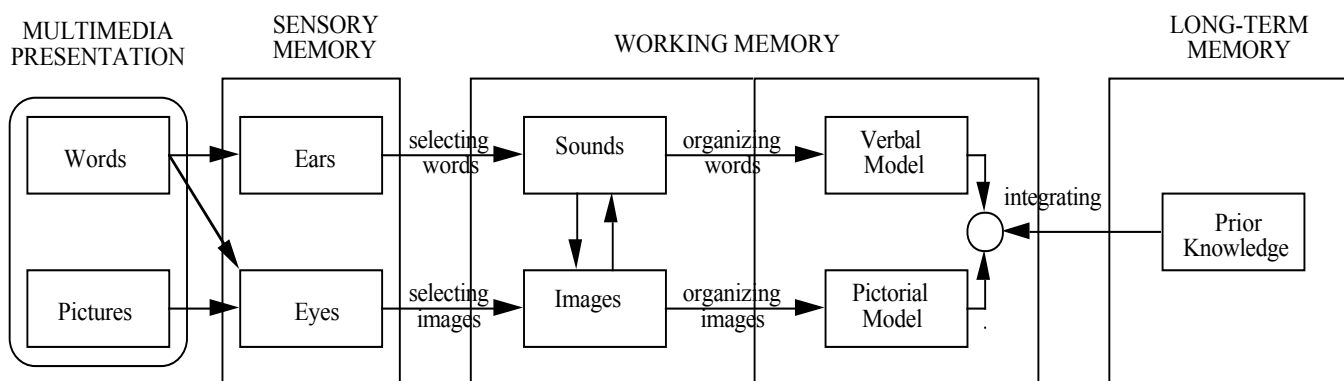 MULTIMEDIA
PRESENTATION
SENSORY
MEMORY
WORKING MEMORY
LONG-TERM
MEMORY
Words
Ears
selecting
words
Sounds
organizing
words
Verbal
Model
integrating
Prior
Knowledge
Pictures
Eyes
selecting
images
Images
organizing
images
Pictorial
Model